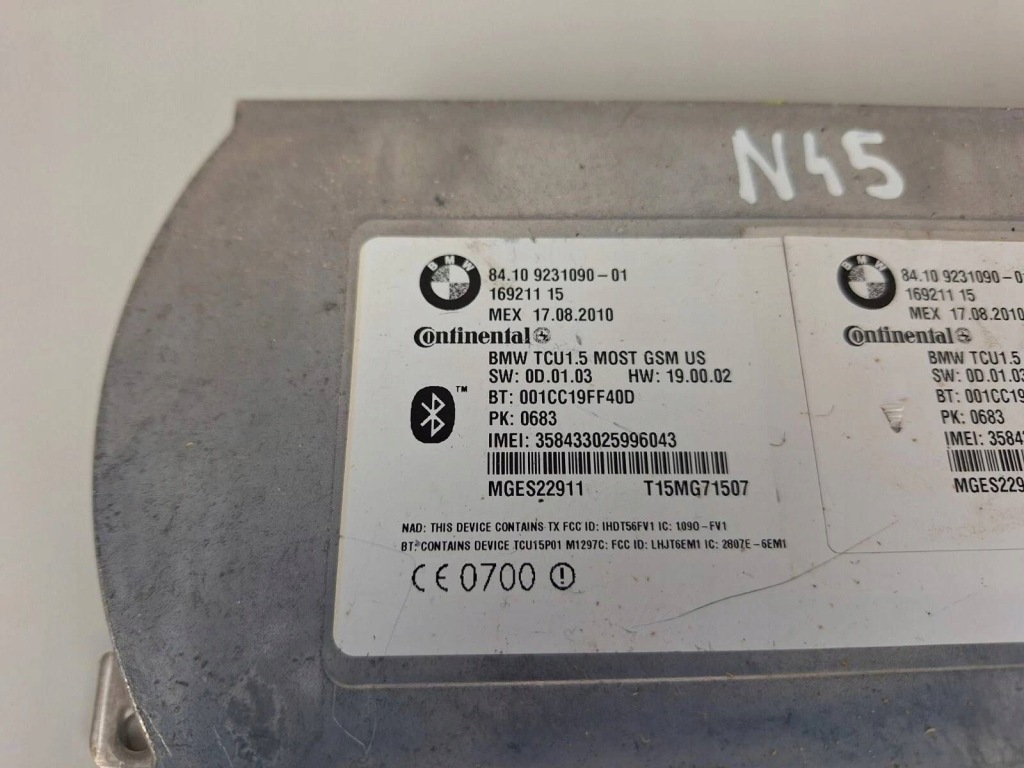 N45
BMW
84.10 9231090-01
169211 15
MEX 17.08.2010
Continental
BMW TCU1.5 MOST GSM US
SW: 0D.01.03 HW: 19.00.02
BT: 001CC19FF40D
PK: 0683
IMEI: 358433025996043
MGES22911 T15MG71507
NAD: THIS DEVICE CONTAINS TX FCC ID: IHDT56FV1 IC: 1090-FV1
BT: CONTAINS DEVICE TCU15P01 M1297C: FCC ID: LHJT6EM1 IC: 2807E-6EM1
CE 0700
BMW
84.10 9231090-01
169211 15
MEX 17.08.2010
Continental
BMW TCU1.5
SW: 0D.01.03
BT: 001CC19
PK: 0683
IMEI: 3584
MGES229